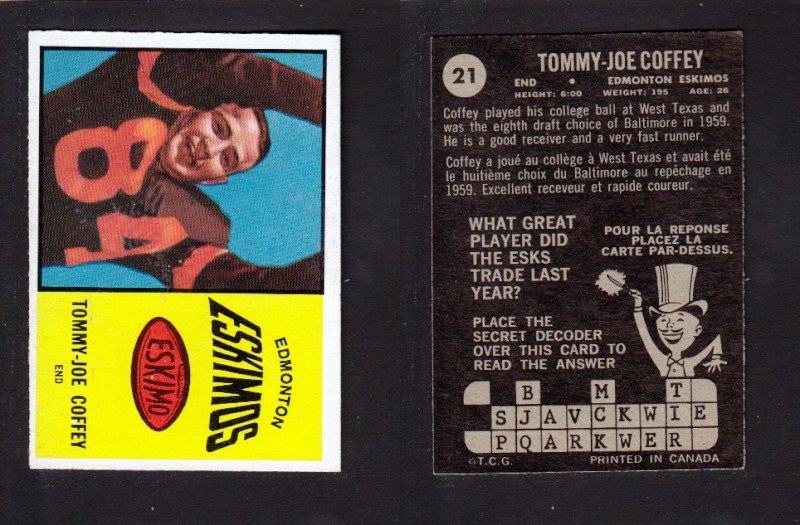 84
EDMONTON
ESKIMOS
ESKIMO
TOMMY-JOE COFFEY
END
21
TOMMY-JOE COFFEY
END • EDMONTON ESKIMOS
HEIGHT: 6:00 WEIGHT: 195 AGE: 26
Coffey played his college ball at West Texas and
was the eighth draft choice of Baltimore in 1959.
He is a good receiver and a very fast runner.
Coffey a joué au collège à West Texas et avait été
le huitième choix du Baltimore au repêchage en
1959. Excellent receveur et rapide coureur.
WHAT GREAT
PLAYER DID
THE ESKS
TRADE LAST
YEAR?
PLACE THE
SECRET DECODER
OVER THIS CARD TO
READ THE ANSWER
POUR LA REPONSE
PLACEZ LA
CARTE PAR-DESSUS.
B M T
SJAVCKWIE
PQARKWER
T.C.G. PRINTED IN CANADA